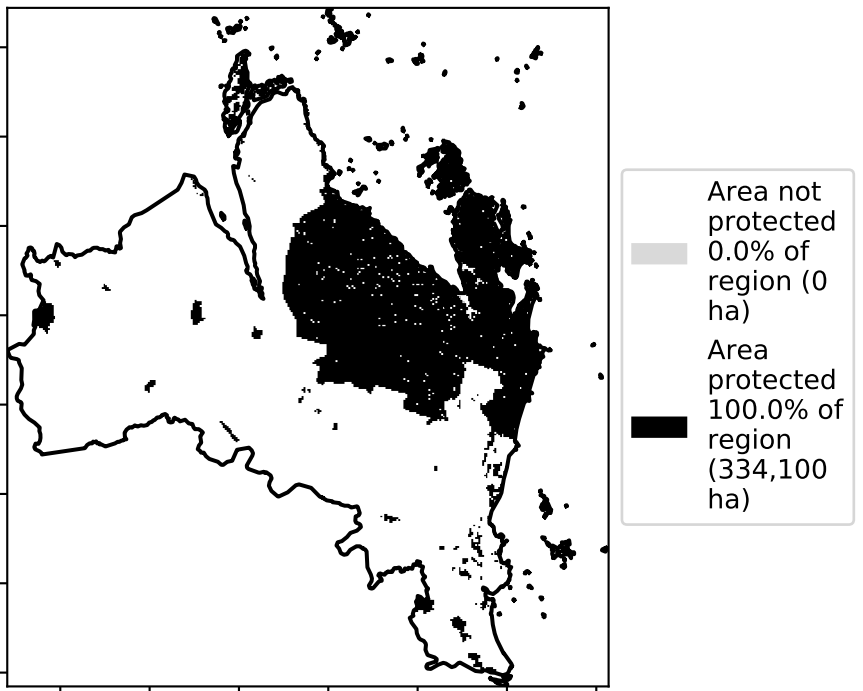 Area not
protected
0.0% of
region (0
ha)
Area
protected
100.0% of
region
(334,100
ha)